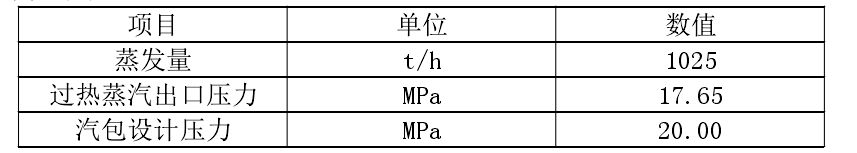 项目 单位 数值
蒸发量 t/h 1025
过热蒸汽出口压力 MPa 17.65
汽包设计压力 MPa 20.00